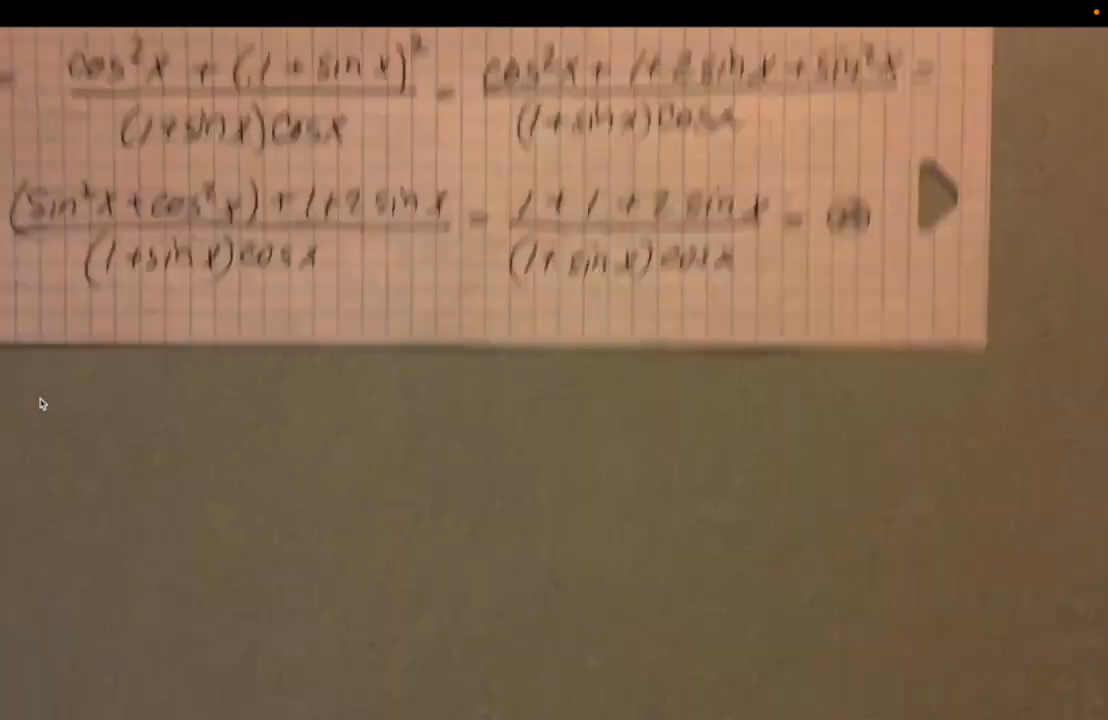 = cos²x + (1 + sin x)² / (1+sin x) cos x = cos²x + 1 + 2 sin x + sin²x / (1+sin x) cos x =
(sin²x + cos²x) + 1 + 2 sin x / (1+sin x) cos x = 1 + 1 + 2 sin x / (1+sin x) cos x =